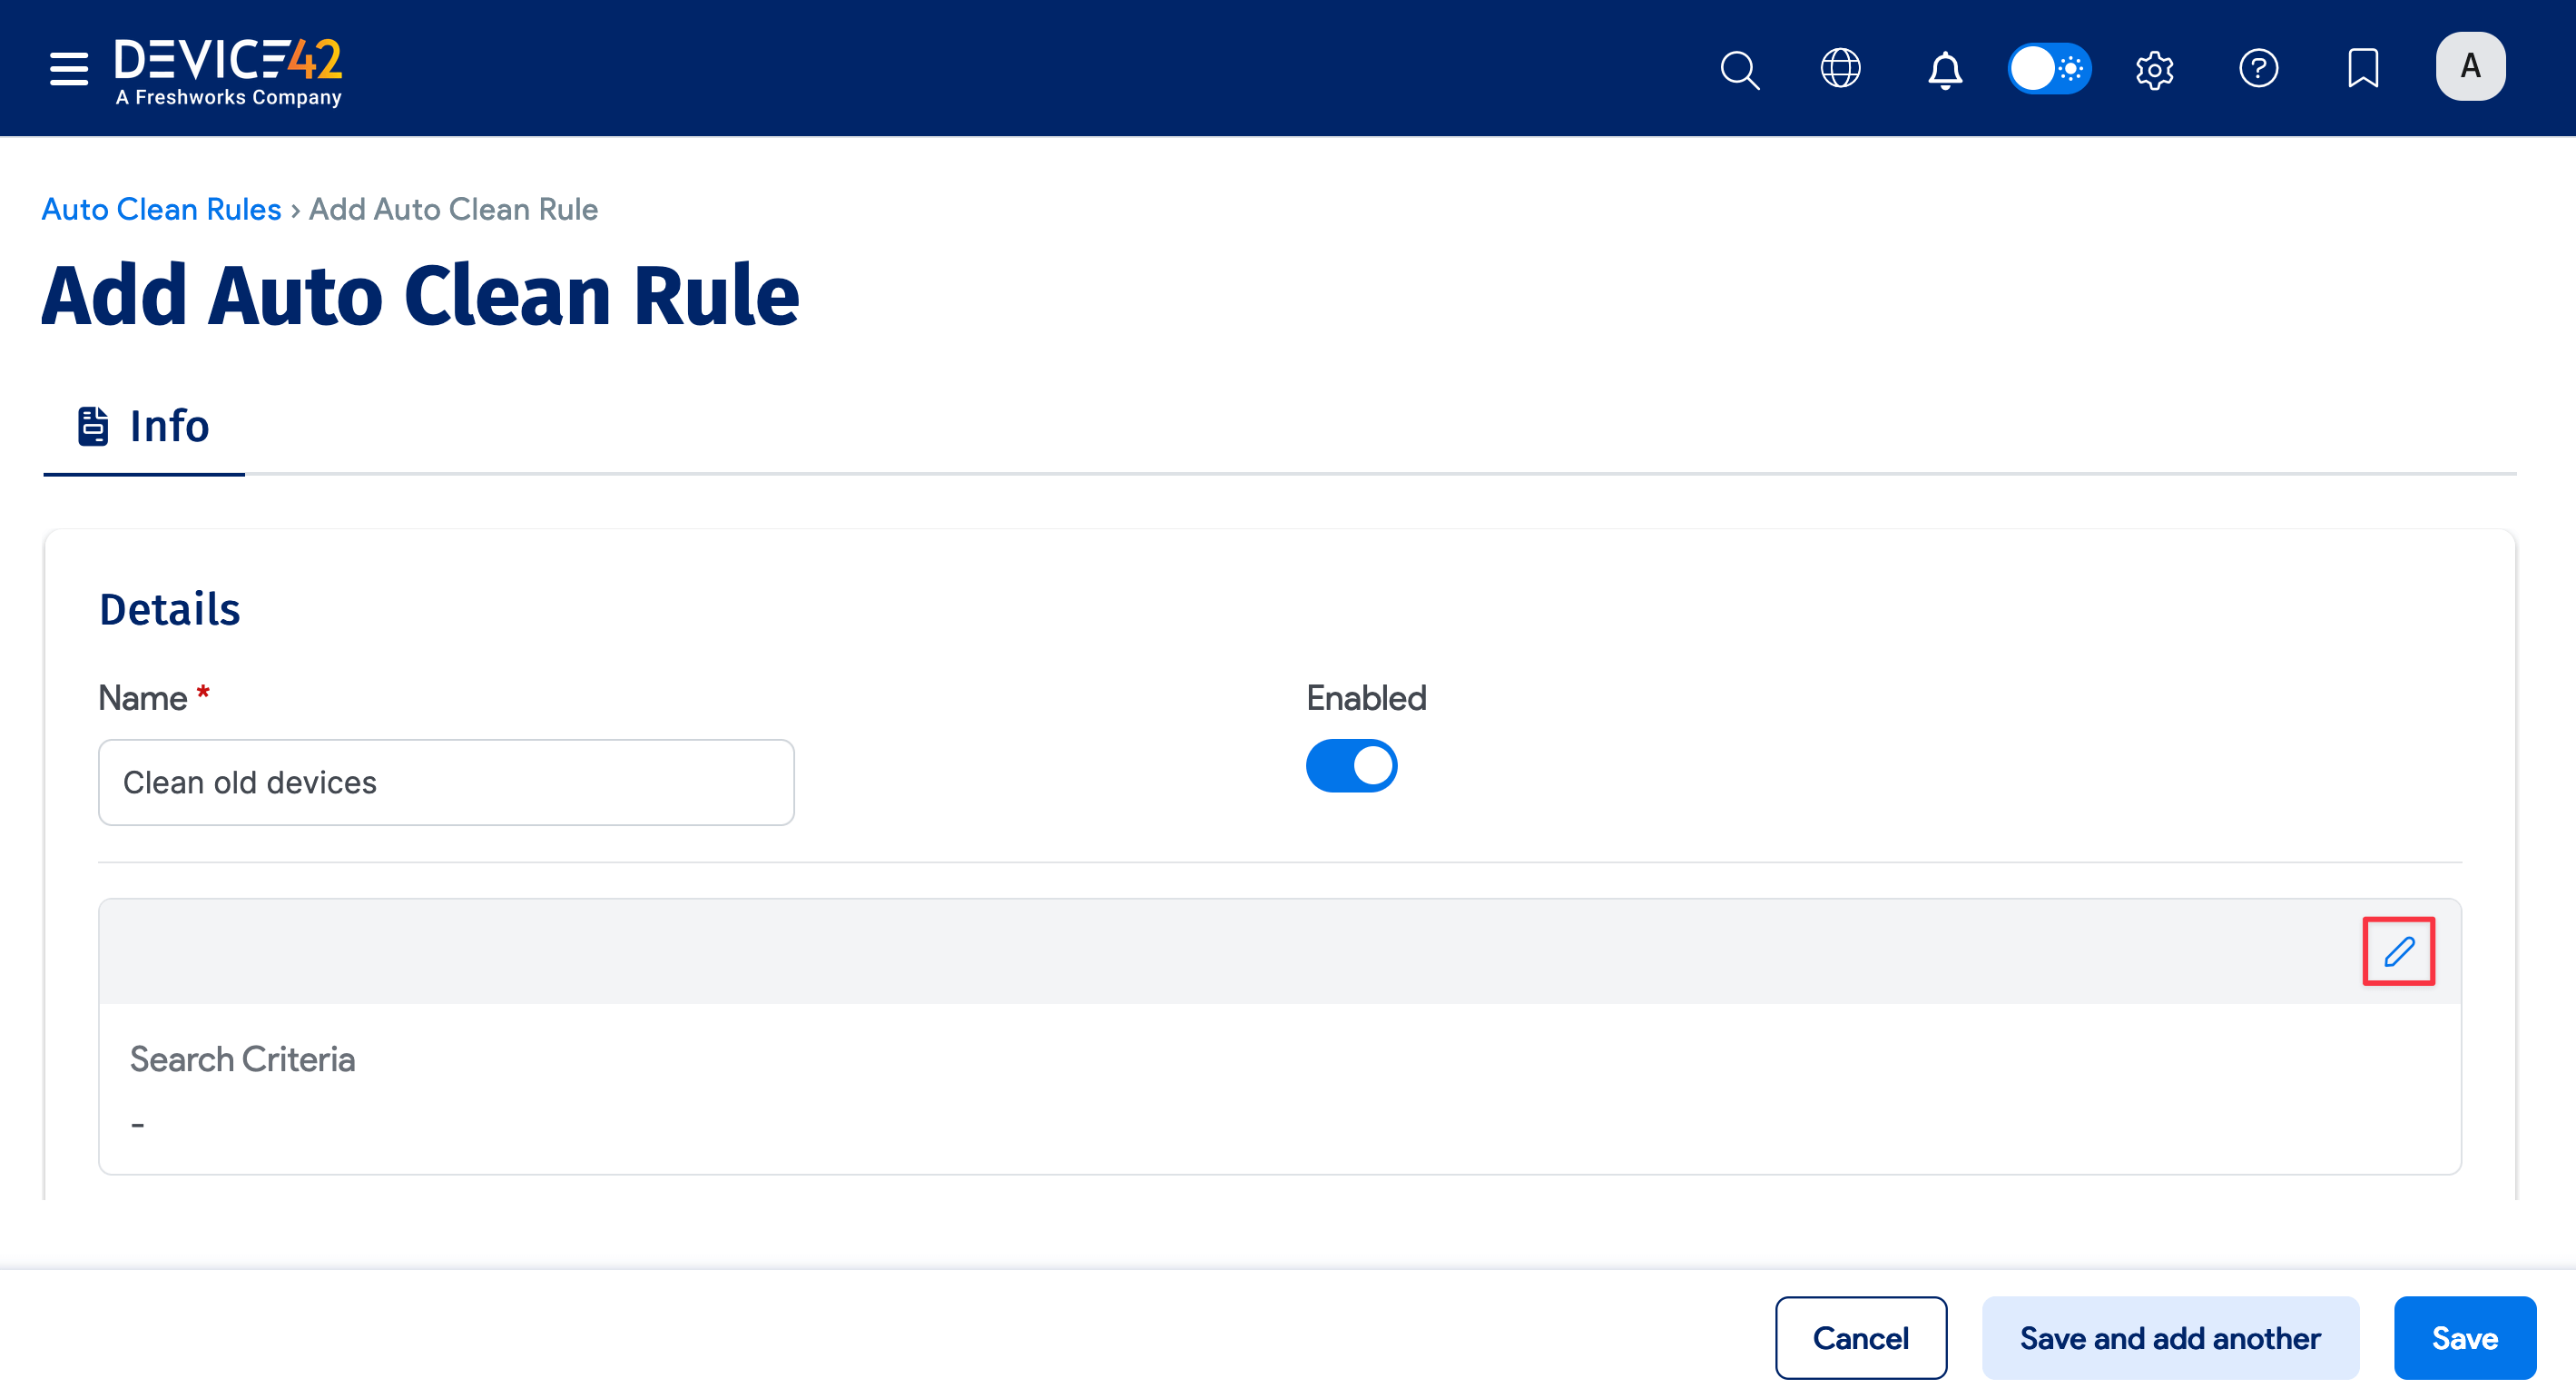 DEVICE42
A Freshworks Company
A
Auto Clean Rules › Add Auto Clean Rule
Add Auto Clean Rule
Info
Details
Name *
Enabled
Clean old devices
Search Criteria
-
Cancel
Save and add another
Save